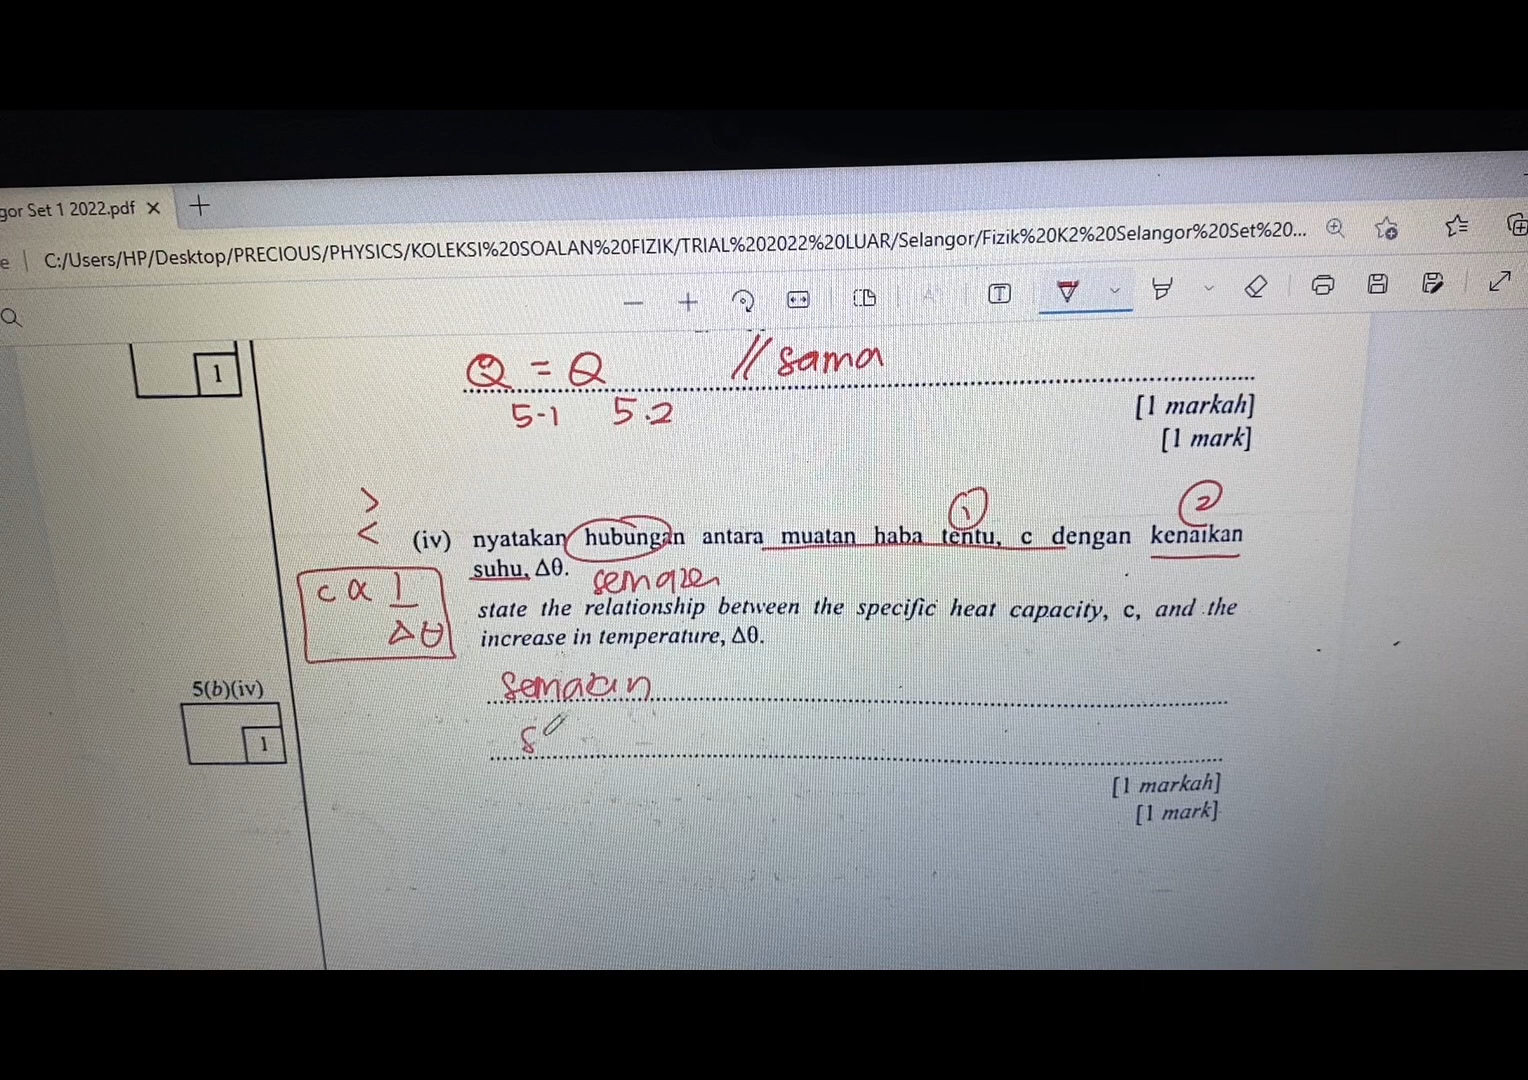 gor Set 1 2022.pdf
e C:/Users/HP/Desktop/PRECIOUS/PHYSICS/KOLEKSI%20SOALAN%20FIZIK/TRIAL%202022%20LUAR/Selangor/Fizik%20K2%20Selangor%20Set%20...
1
Q = Q // sama
5.1 5.2
[1 markah]
[1 mark]
> 1 2
< (iv) nyatakan hubungan antara muatan haba tentu, c dengan kenaikan
suhu, Δθ.
c α 1
Δθ
state the relationship between the specific heat capacity, c, and the
increase in temperature, Δθ.
5(b)(iv)
1
[1 markah]
[1 mark]